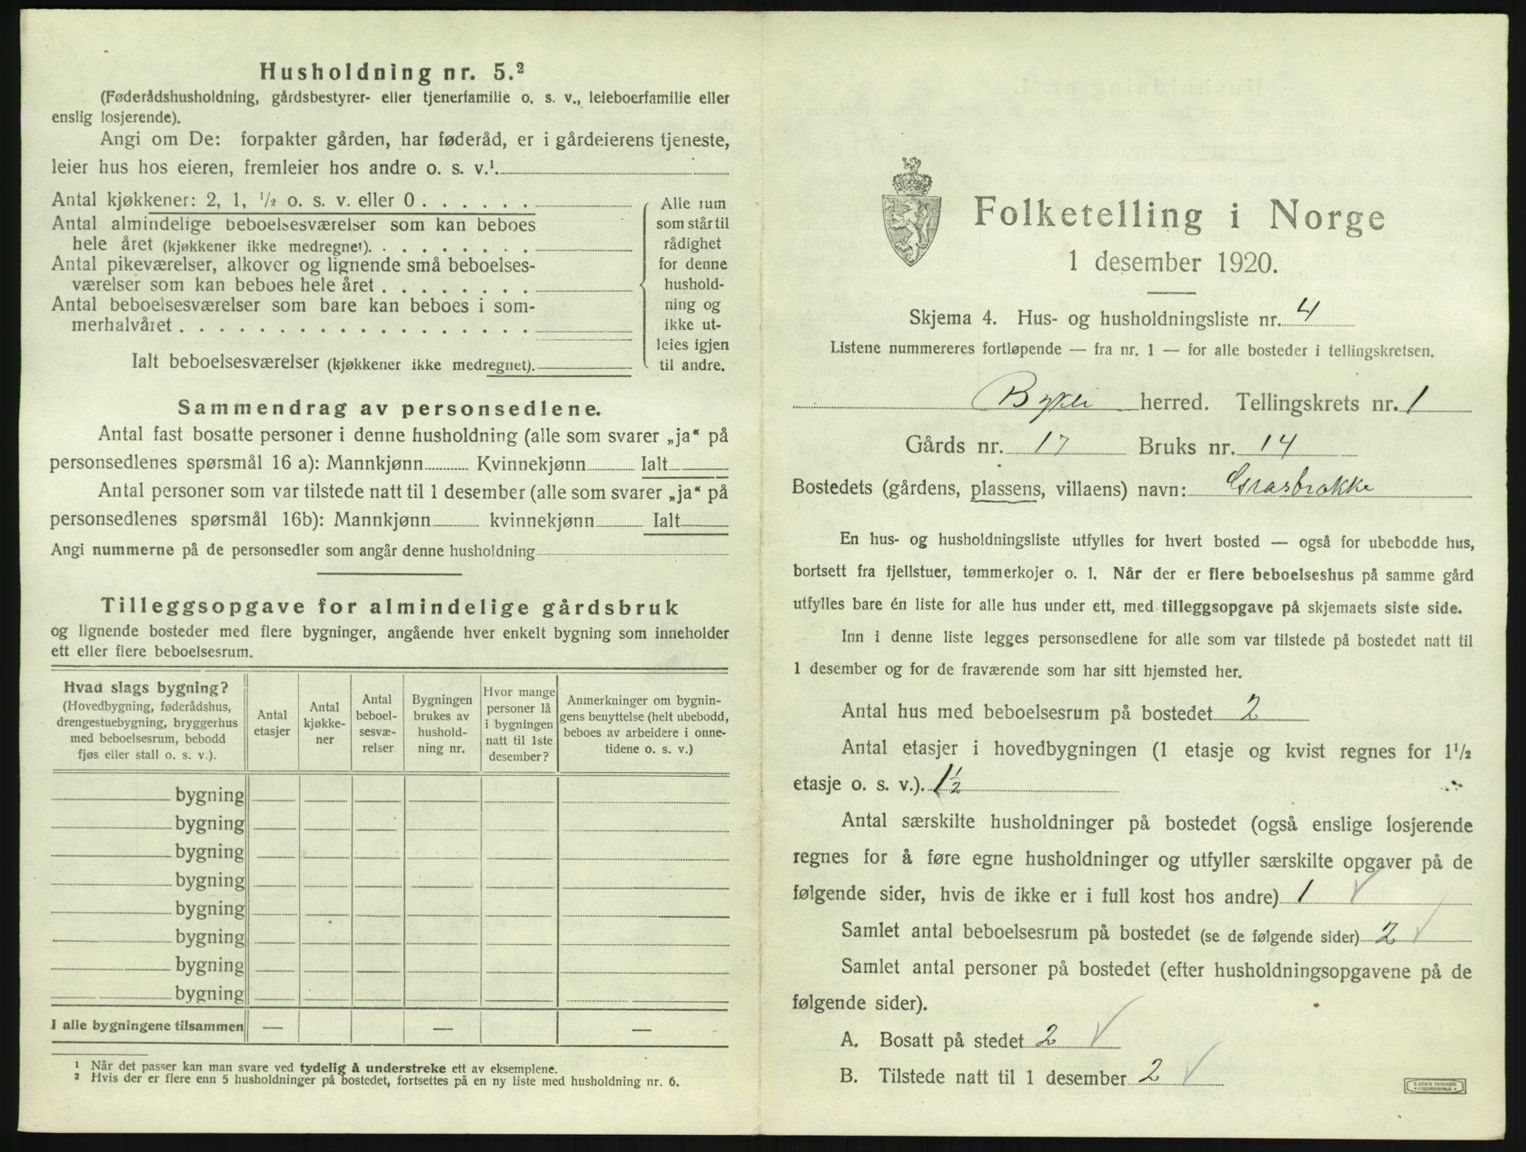 Husholdning nr. 5.²
(Føderådshusholdning, gårdsbestyrer- eller tjenerfamilie o. s. v., leieboerfamilie eller
enslig losjerende).
Angi om De: forpakter gården, har føderåd, er i gårdeierens tjeneste,
leier hus hos eieren, fremleier hos andre o. s. v.¹
Antal kjøkkener: 2, 1, ½ o. s. v. eller 0
Antal almindelige beboelsesværelser som kan beboes
hele året (kjøkkener ikke medregnet).
Antal pikeværelser, alkover og lignende små beboelses-
værelser som kan beboes hele året
Antal beboelsesværelser som bare kan beboes i som-
merhalvåret
Ialt beboelsesværelser (kjøkkener ikke medregnet).
Alle rum
som står til
rådighet
for denne
hushold-
ning og
ikke ut-
leies igjen
til andre.
Sammendrag av personsedlene.
Antal fast bosatte personer i denne husholdning (alle som svarer „ja“ på
personsedlenes spørsmål 16 a): Mannkjønn Kvinnekjønn Ialt
Antal personer som var tilstede natt til 1 desember (alle som svarer „ja“ på
personsedlenes spørsmål 16b): Mannkjønn kvinnekjønn Ialt
Angi nummerne på de personsedler som angår denne husholdning
Tilleggsopgave for almindelige gårdsbruk
og lignende bosteder med flere bygninger, angående hver enkelt bygning som inneholder
ett eller flere beboelsesrum.
Hvad slags bygning?
(Hovedbygning, føderådshus,
drengestuebygning, bryggerhus
med beboelsesrum, bebodd
fjøs eller stall o. s. v.).
Antal
etasjer
Antal
kjøkke-
ner
Antal
beboel-
sesvæ-
relser
Bygningen
brukes av
hushold-
ning nr.
Hvor mange
personer lå
i bygningen
natt til 1ste
desember?
Anmerkninger om bygnin-
gens benyttelse (helt ubebodd,
beboes av arbeidere i onne-
tidene o. s. v.)
bygning
bygning
bygning
bygning
bygning
bygning
bygning
bygning
I alle bygningene tilsammen — — —
¹ Når det passer kan man svare ved tydelig å understreke ett av eksemplene.
² Hvis der er flere enn 5 husholdninger på bostedet, fortsettes på en ny liste med husholdning nr. 6.
Folketelling i Norge
1 desember 1920.
Skjema 4. Hus- og husholdningsliste nr. 4
Listene nummereres fortløpende — fra nr. 1 — for alle bosteder i tellingskretsen.
Bykle herred. Tellingskrets nr. 1
Gårds nr. 17 Bruks nr. 14
Bostedets (gårdens, plassens, villaens) navn: Grasbrokke
En hus- og husholdningsliste utfylles for hvert bosted — også for ubebodde hus,
bortsett fra fjellstuer, tømmerkojer o. l. Når der er flere beboelseshus på samme gård
utfylles bare én liste for alle hus under ett, med tilleggsopgave på skjemaets siste side.
Inn i denne liste legges personsedlene for alle som var tilstede på bostedet natt til
1 desember og for de fraværende som har sitt hjemsted her.
Antal hus med beboelsesrum på bostedet 2
Antal etasjer i hovedbygningen (1 etasje og kvist regnes for 1½
etasje o. s. v.). 1½
Antal særskilte husholdninger på bostedet (også enslige losjerende
regnes for å føre egne husholdninger og utfyller særskilte opgaver på de
følgende sider, hvis de ikke er i full kost hos andre) 1
Samlet antal beboelsesrum på bostedet (se de følgende sider) 2
Samlet antal personer på bostedet (efter husholdningsopgavene på de
følgende sider).
A. Bosatt på stedet 2
B. Tilstede natt til 1 desember 2